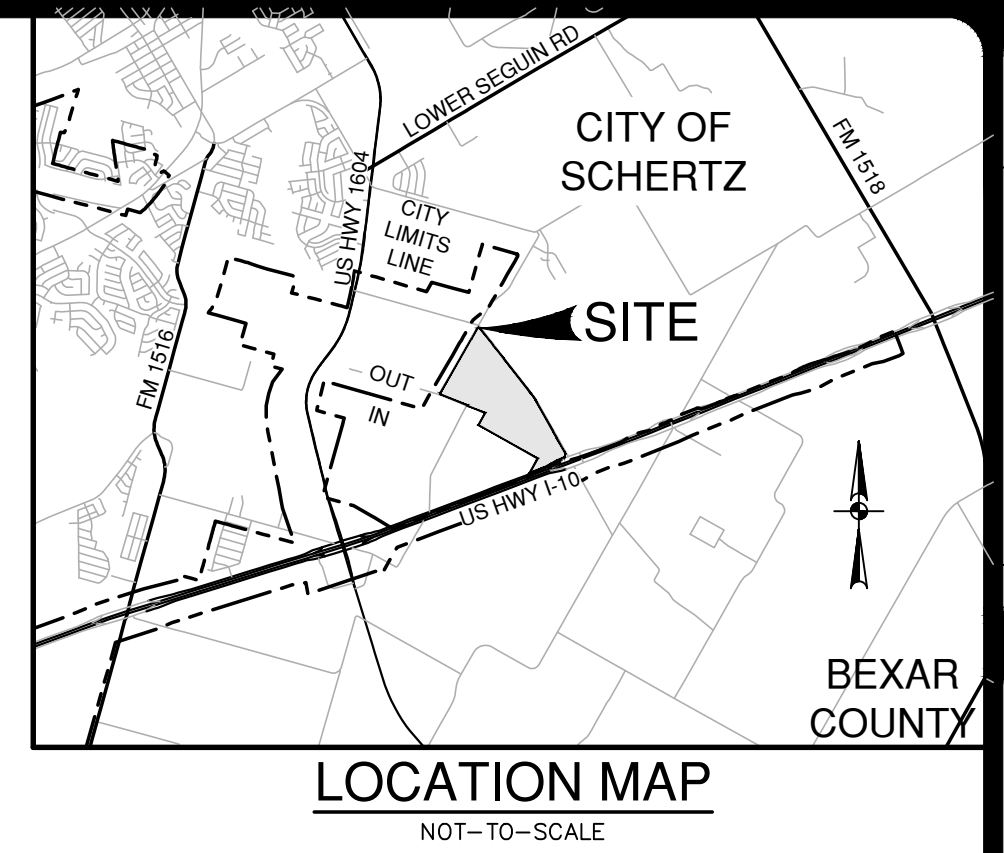 LOWER SEGUIN RD
CITY OF
SCHERTZ
FM 1518
US HWY 1604
CITY
LIMITS
LINE
SITE
FM 1516
OUT
IN
US HWY I-10
BEXAR
COUNTY
LOCATION MAP
NOT-TO-SCALE